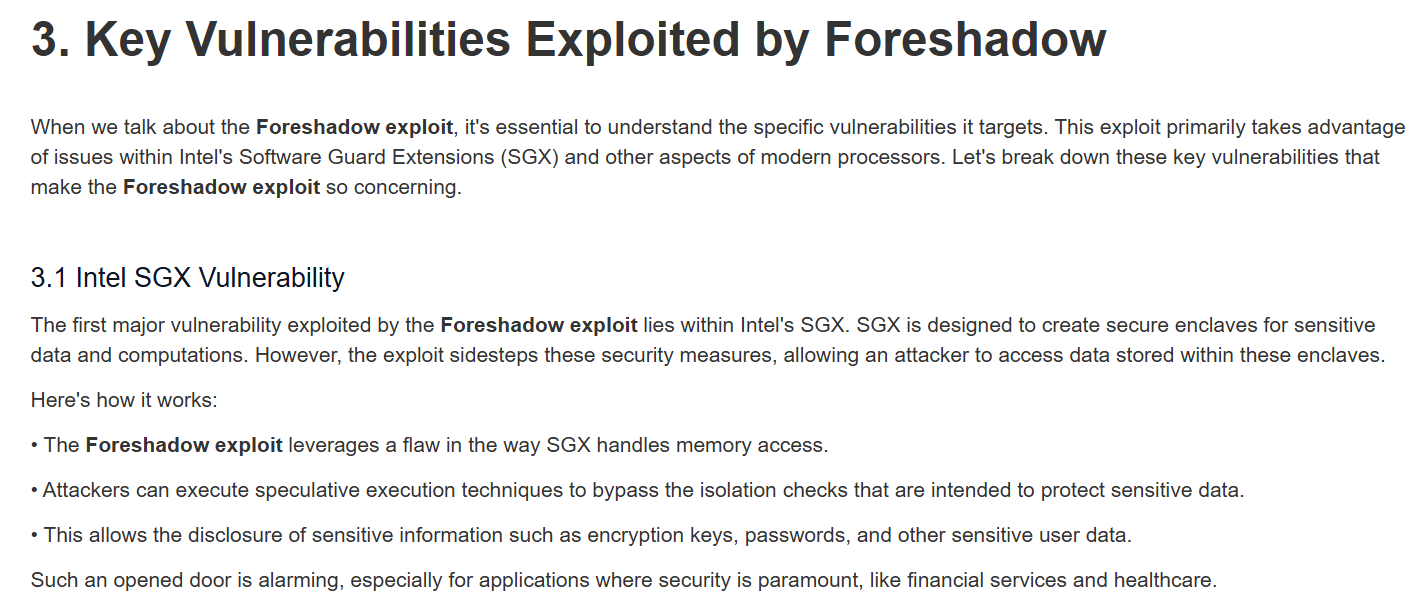 3. Key Vulnerabilities Exploited by Foreshadow
When we talk about the Foreshadow exploit, it's essential to understand the specific vulnerabilities it targets. This exploit primarily takes advantage
of issues within Intel's Software Guard Extensions (SGX) and other aspects of modern processors. Let's break down these key vulnerabilities that
make the Foreshadow exploit so concerning.
3.1 Intel SGX Vulnerability
The first major vulnerability exploited by the Foreshadow exploit lies within Intel's SGX. SGX is designed to create secure enclaves for sensitive
data and computations. However, the exploit sidesteps these security measures, allowing an attacker to access data stored within these enclaves.
Here's how it works:
• The Foreshadow exploit leverages a flaw in the way SGX handles memory access.
• Attackers can execute speculative execution techniques to bypass the isolation checks that are intended to protect sensitive data.
• This allows the disclosure of sensitive information such as encryption keys, passwords, and other sensitive user data.
Such an opened door is alarming, especially for applications where security is paramount, like financial services and healthcare.